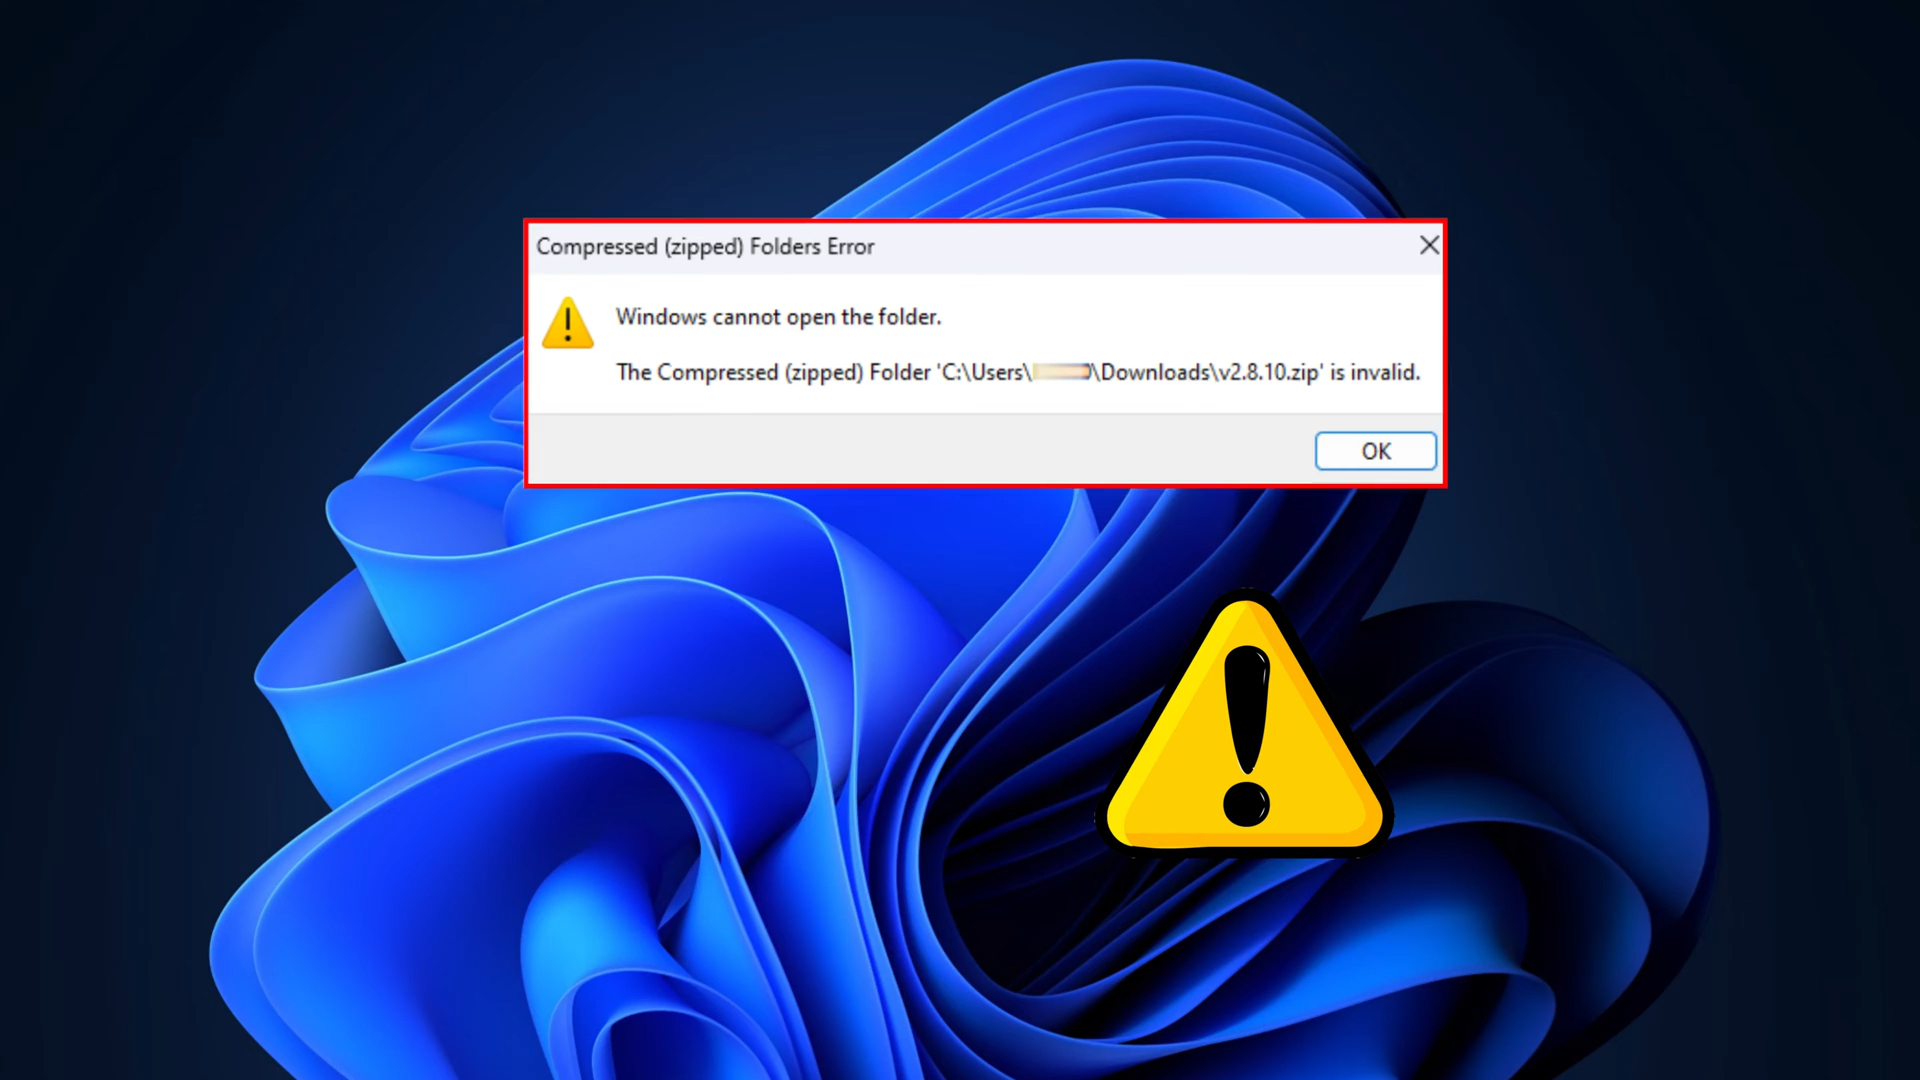 Compressed (zipped) Folders Error
Windows cannot open the folder.
The Compressed (zipped) Folder 'C:\Users\ \Downloads\v2.8.10.zip' is invalid.
OK